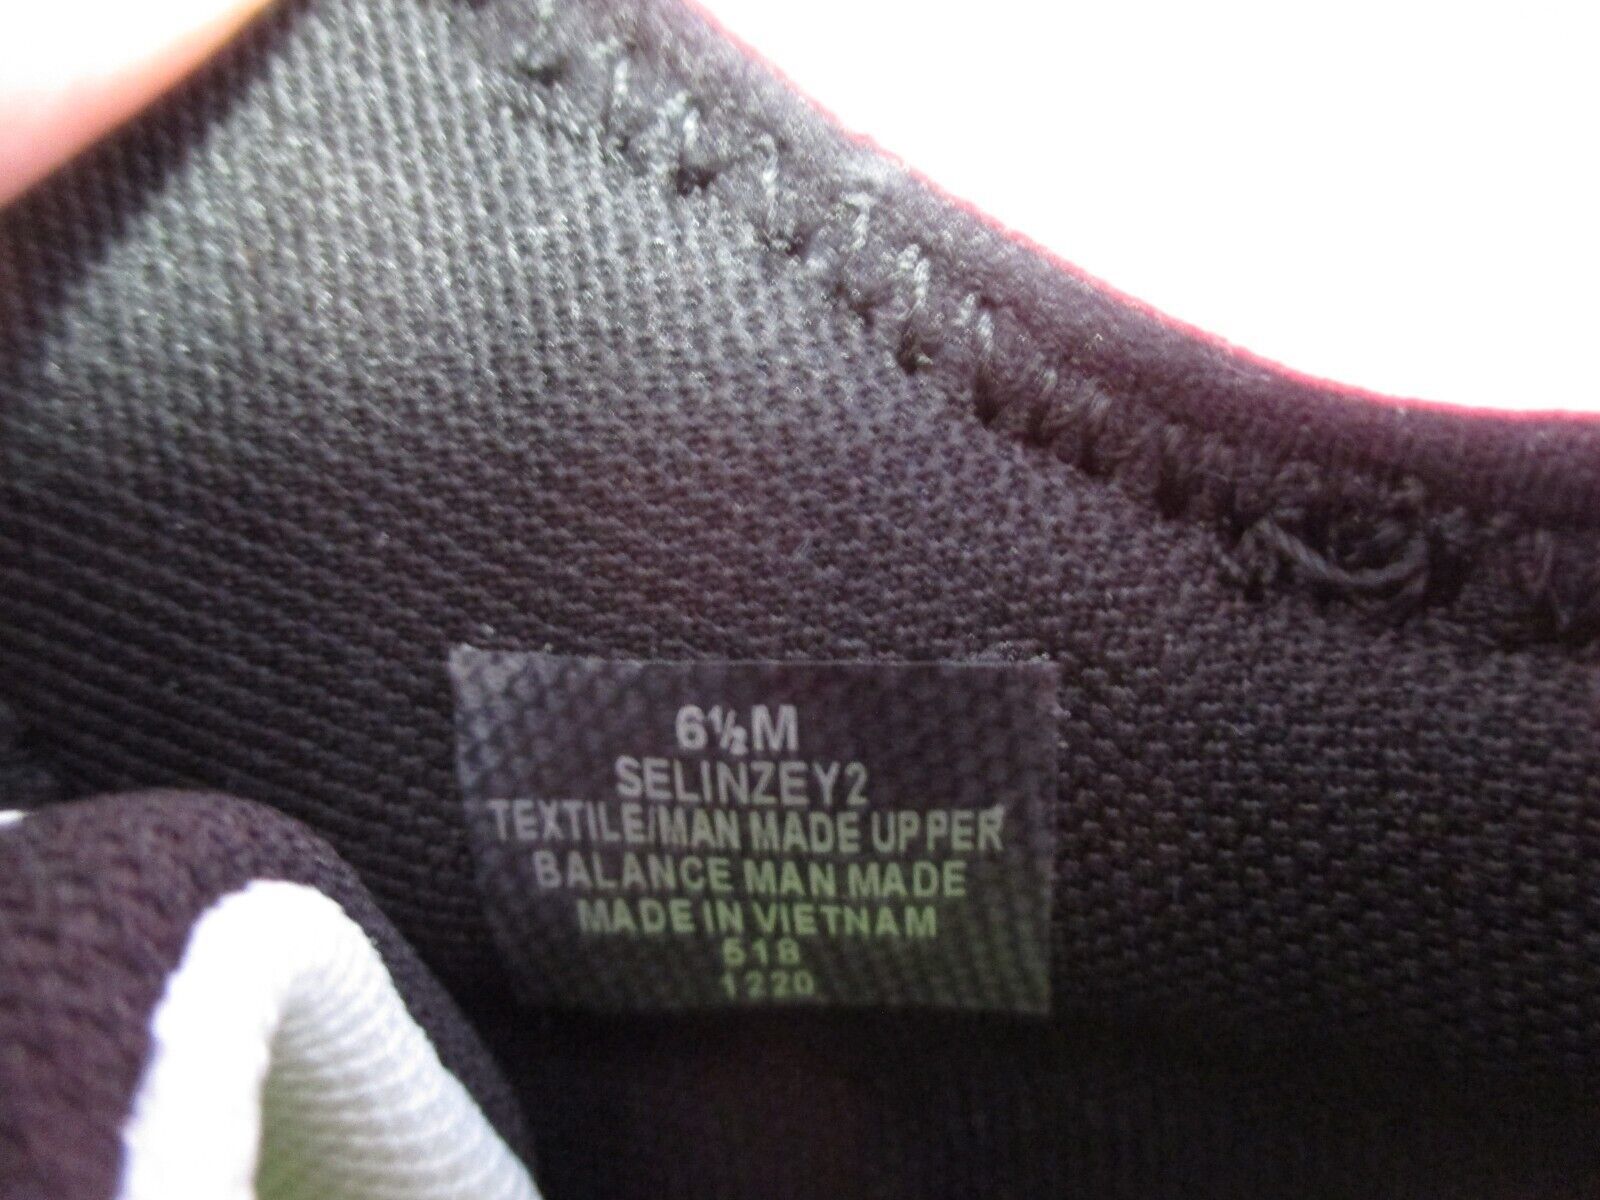 6½M
SELINZEY2
TEXTILE/MAN MADE UPPER
BALANCE MAN MADE
MADE IN VIETNAM
518
1220